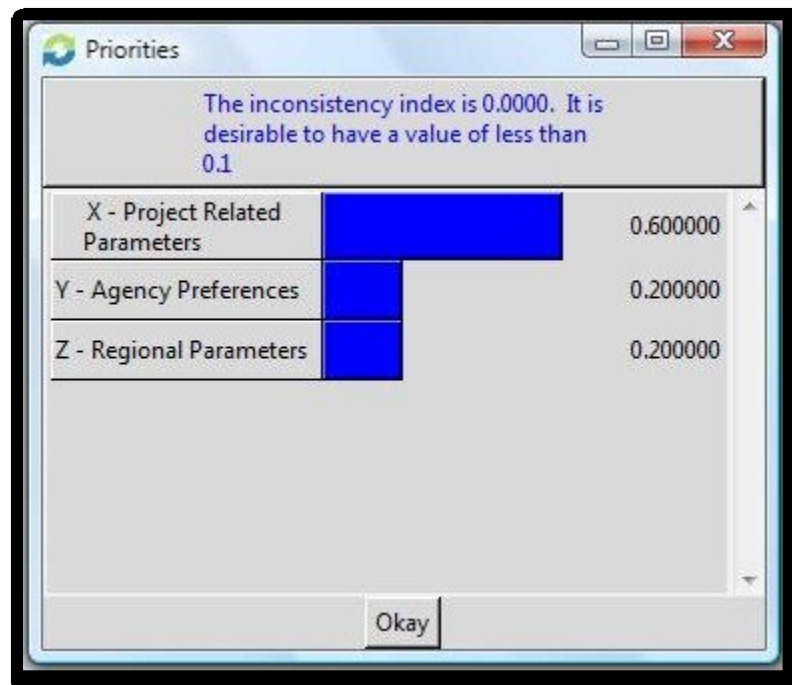 Priorities
The inconsistency index is 0.0000.  It is
desirable to have a value of less than
0.1
X - Project Related
Parameters
0.600000
Y - Agency Preferences
0.200000
Z - Regional Parameters
0.200000
Okay